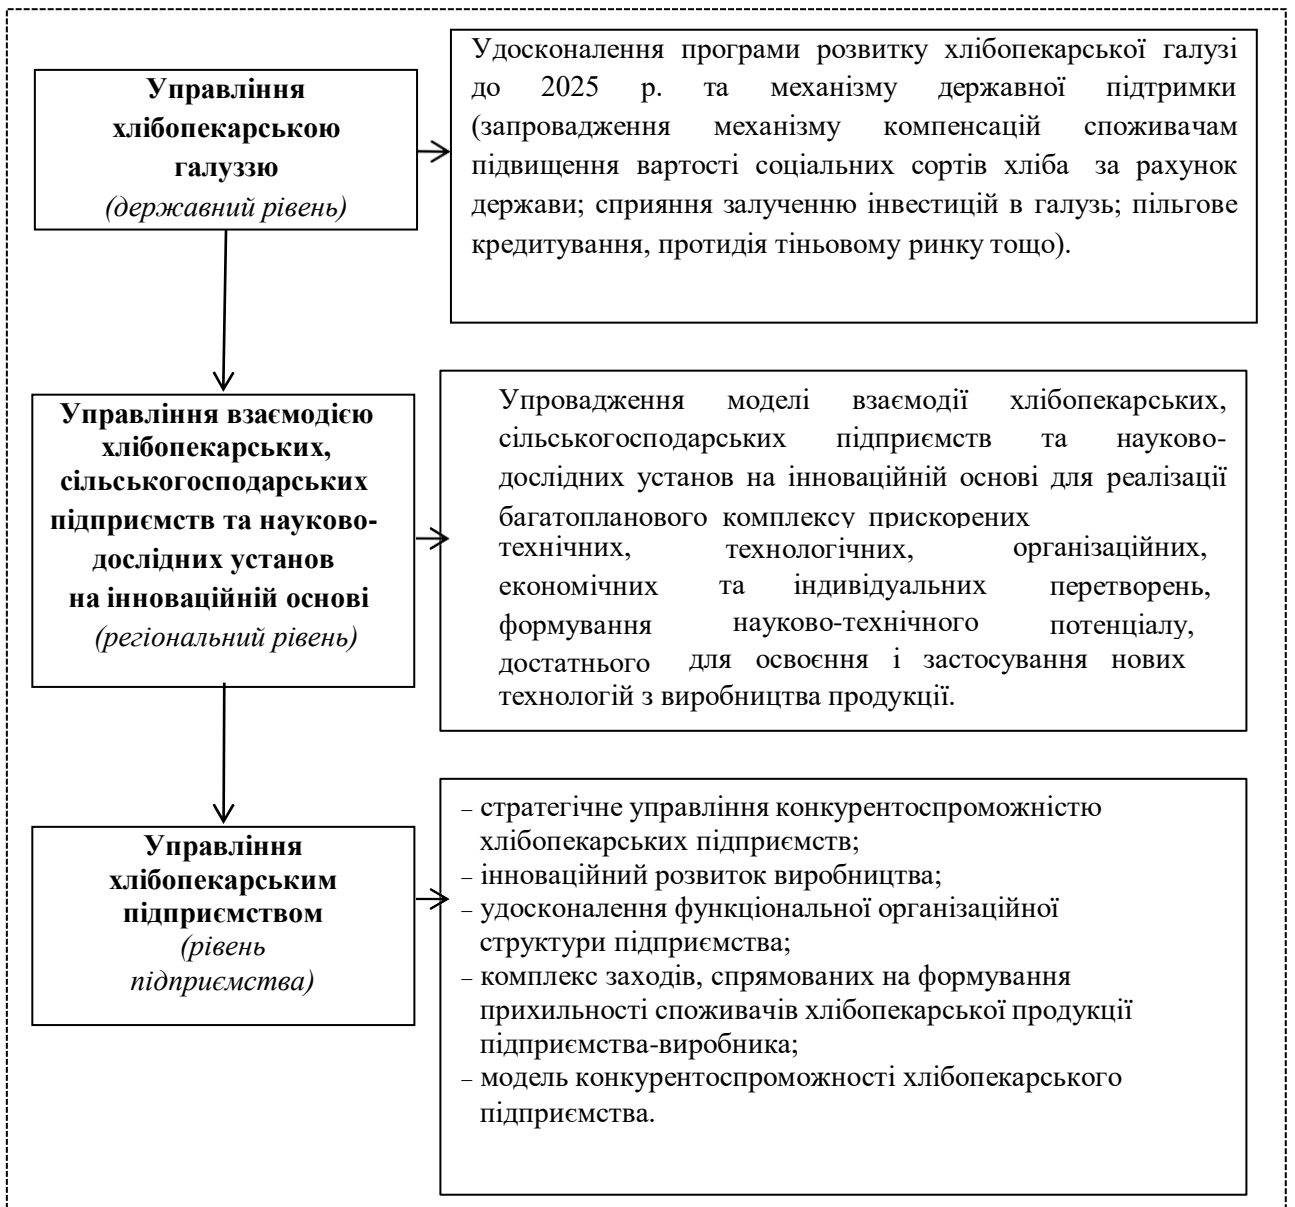 Управління
хлібопекарською
галуззю
(державний рівень)
Удосконалення програми розвитку хлібопекарської галузі
до 2025 р. та механізму державної підтримки
(запровадження механізму компенсацій споживачам
підвищення вартості соціальних сортів хліба за рахунок
держави; сприяння залученню інвестицій в галузь; пільгове
кредитування, протидія тіньовому ринку тощо).
Управління взаємодією
хлібопекарських,
сільськогосподарських
підприємств та науково-
дослідних установ
на інноваційній основі
(регіональний рівень)
Упровадження моделі взаємодії хлібопекарських,
сільськогосподарських підприємств та науково-
дослідних установ на інноваційній основі для реалізації
багатопланового комплексу прискорених
технічних, технологічних, організаційних,
економічних та індивідуальних перетворень,
формування науково-технічного потенціалу,
достатнього для освоєння і застосування нових
технологій з виробництва продукції.
Управління
хлібопекарським
підприємством
(рівень
підприємства)
– стратегічне управління конкурентоспроможністю
хлібопекарських підприємств;
– інноваційний розвиток виробництва;
– удосконалення функціональної організаційної
структури підприємства;
– комплекс заходів, спрямованих на формування
прихильності споживачів хлібопекарської продукції
підприємства-виробника;
– модель конкурентоспроможності хлібопекарського
підприємства.